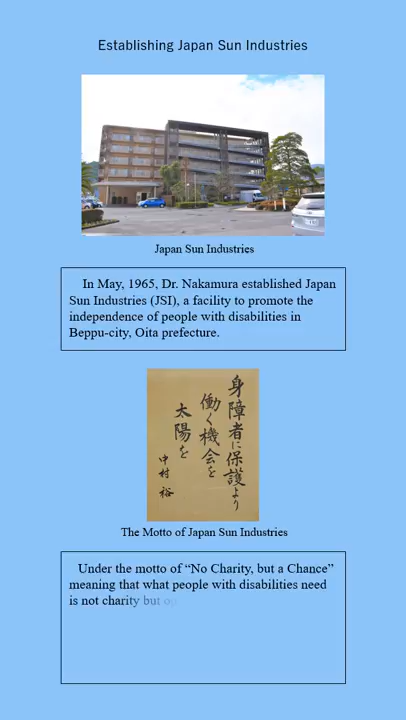 Establishing Japan Sun Industries
Japan Sun Industries
In May, 1965, Dr. Nakamura established Japan
Sun Industries (JSI), a facility to promote the
independence of people with disabilities in
Beppu-city, Oita prefecture.
身障者に保護より
働く機会を
太陽を
中村 裕
The Motto of Japan Sun Industries
Under the motto of “No Charity, but a Chance”
meaning that what people with disabilities need
is not charity but